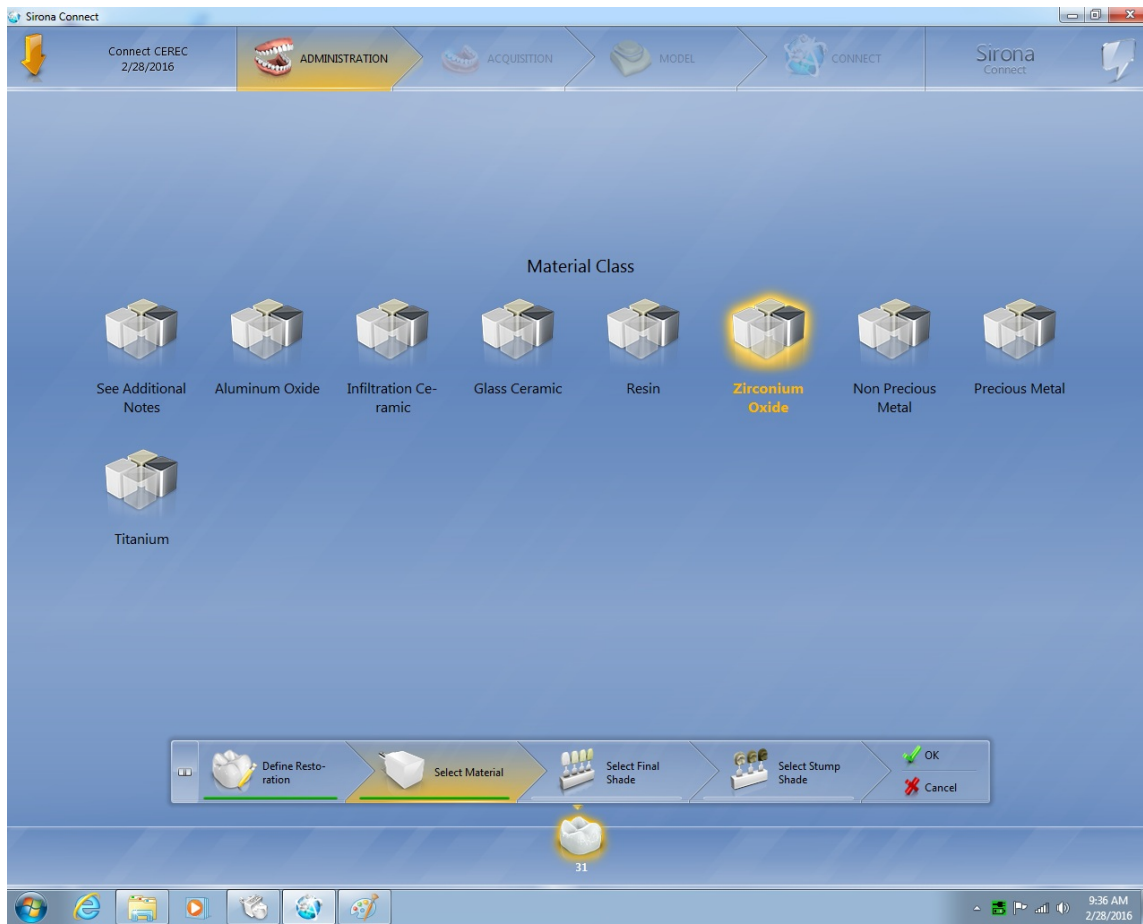 Sirona Connect
Connect CEREC
2/28/2016
ADMINISTRATION
ACQUISITION
MODEL
CONNECT
Sirona
Connect
Material Class
See Additional
Notes
Aluminum Oxide
Infiltration Ce-
ramic
Glass Ceramic
Resin
Zirconium
Oxide
Non Precious
Metal
Precious Metal
Titanium
Define Resto-
ration
Select Material
Select Final
Shade
Select Stump
Shade
OK
Cancel
31
9:36 AM
2/28/2016